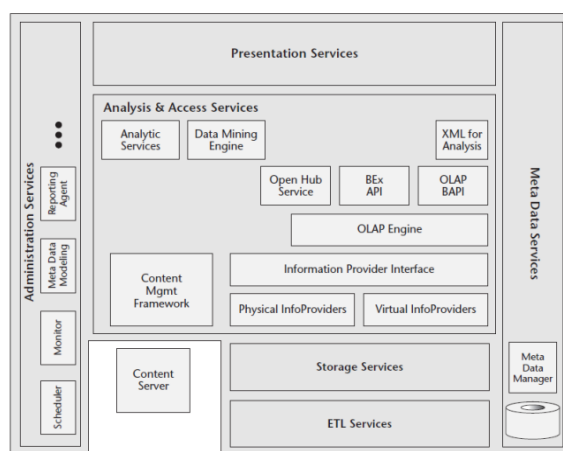 Presentation Services
Administration Services
Reporting
Agent
Meta Data
Modeling
Monitor
Scheduler
Analysis & Access Services
Analytic
Services
Data Mining
Engine
XML for
Analysis
Open Hub
Service
BEx
API
OLAP
BAPI
OLAP Engine
Content
Mgmt
Framework
Information Provider Interface
Physical InfoProviders
Virtual InfoProviders
Content
Server
Storage Services
ETL Services
Meta Data Services
Meta
Data
Manager